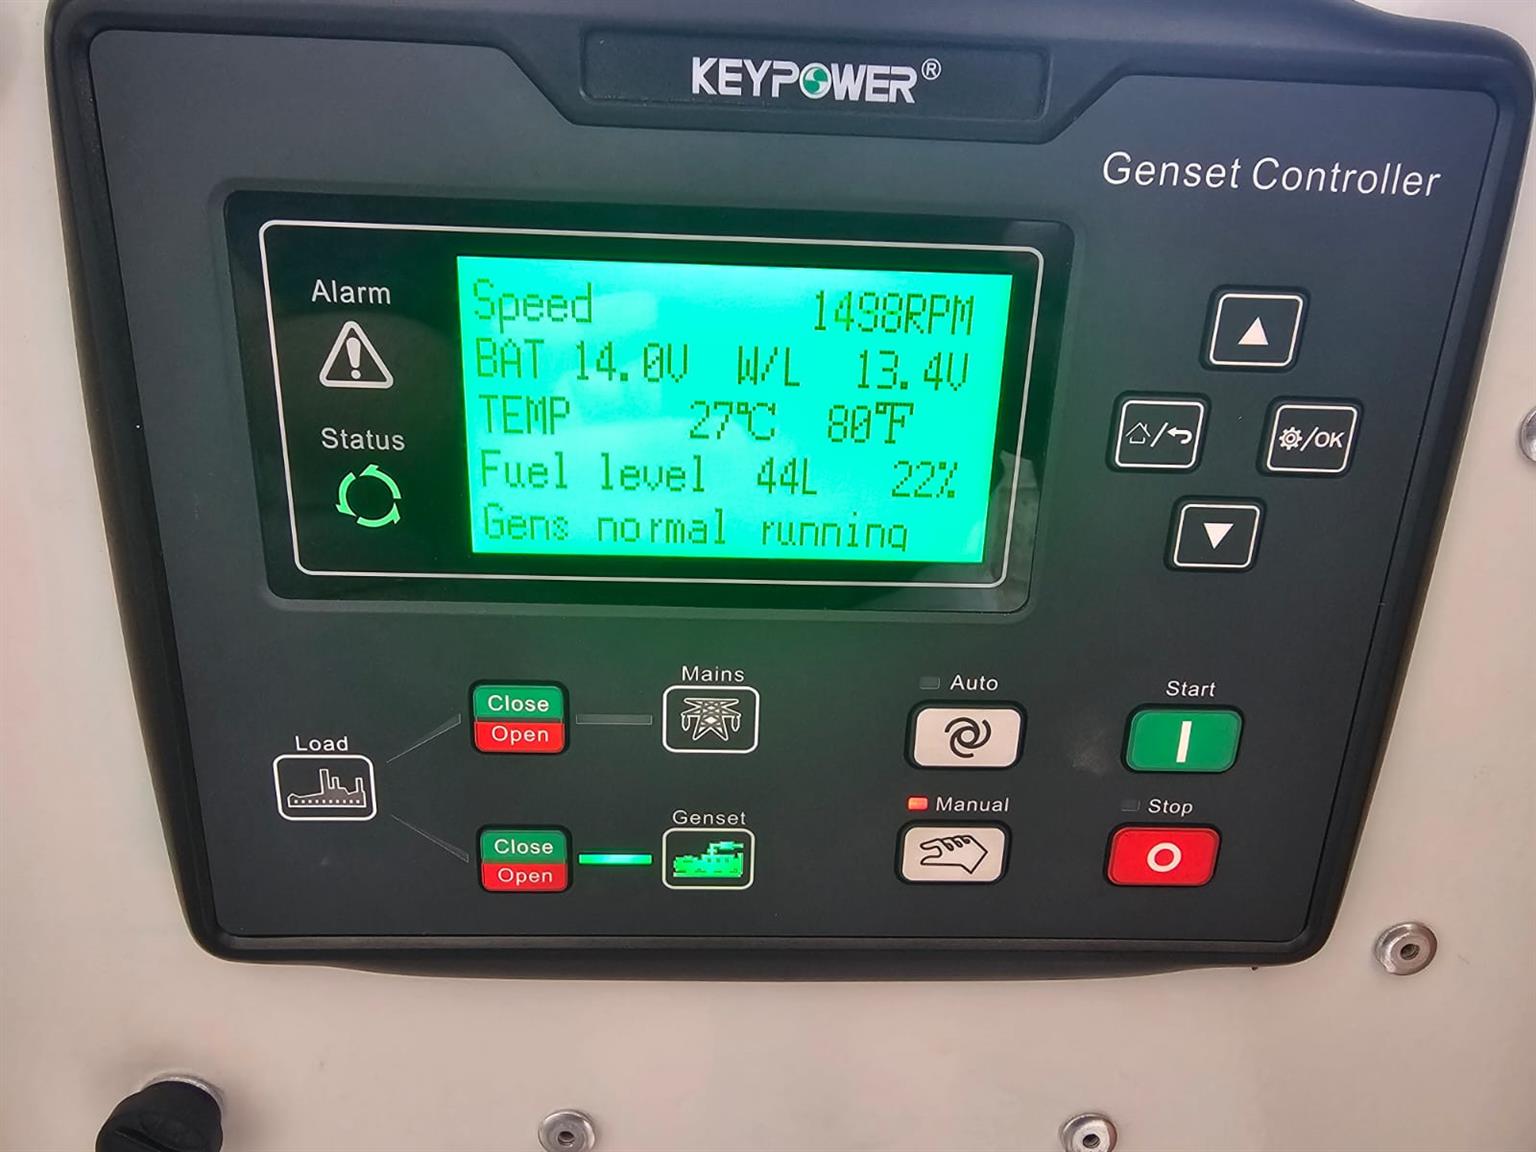 KEYPOWER®
Genset Controller
Alarm
Status
Speed 1498RPM
BAT 14.0V W/L 13.4V
TEMP 27℃ 80℉
Fuel level 44L 22%
Gens normal running
/OK
Mains
Close
Open
Load
Genset
Close
Open
Auto
Start
Manual
Stop